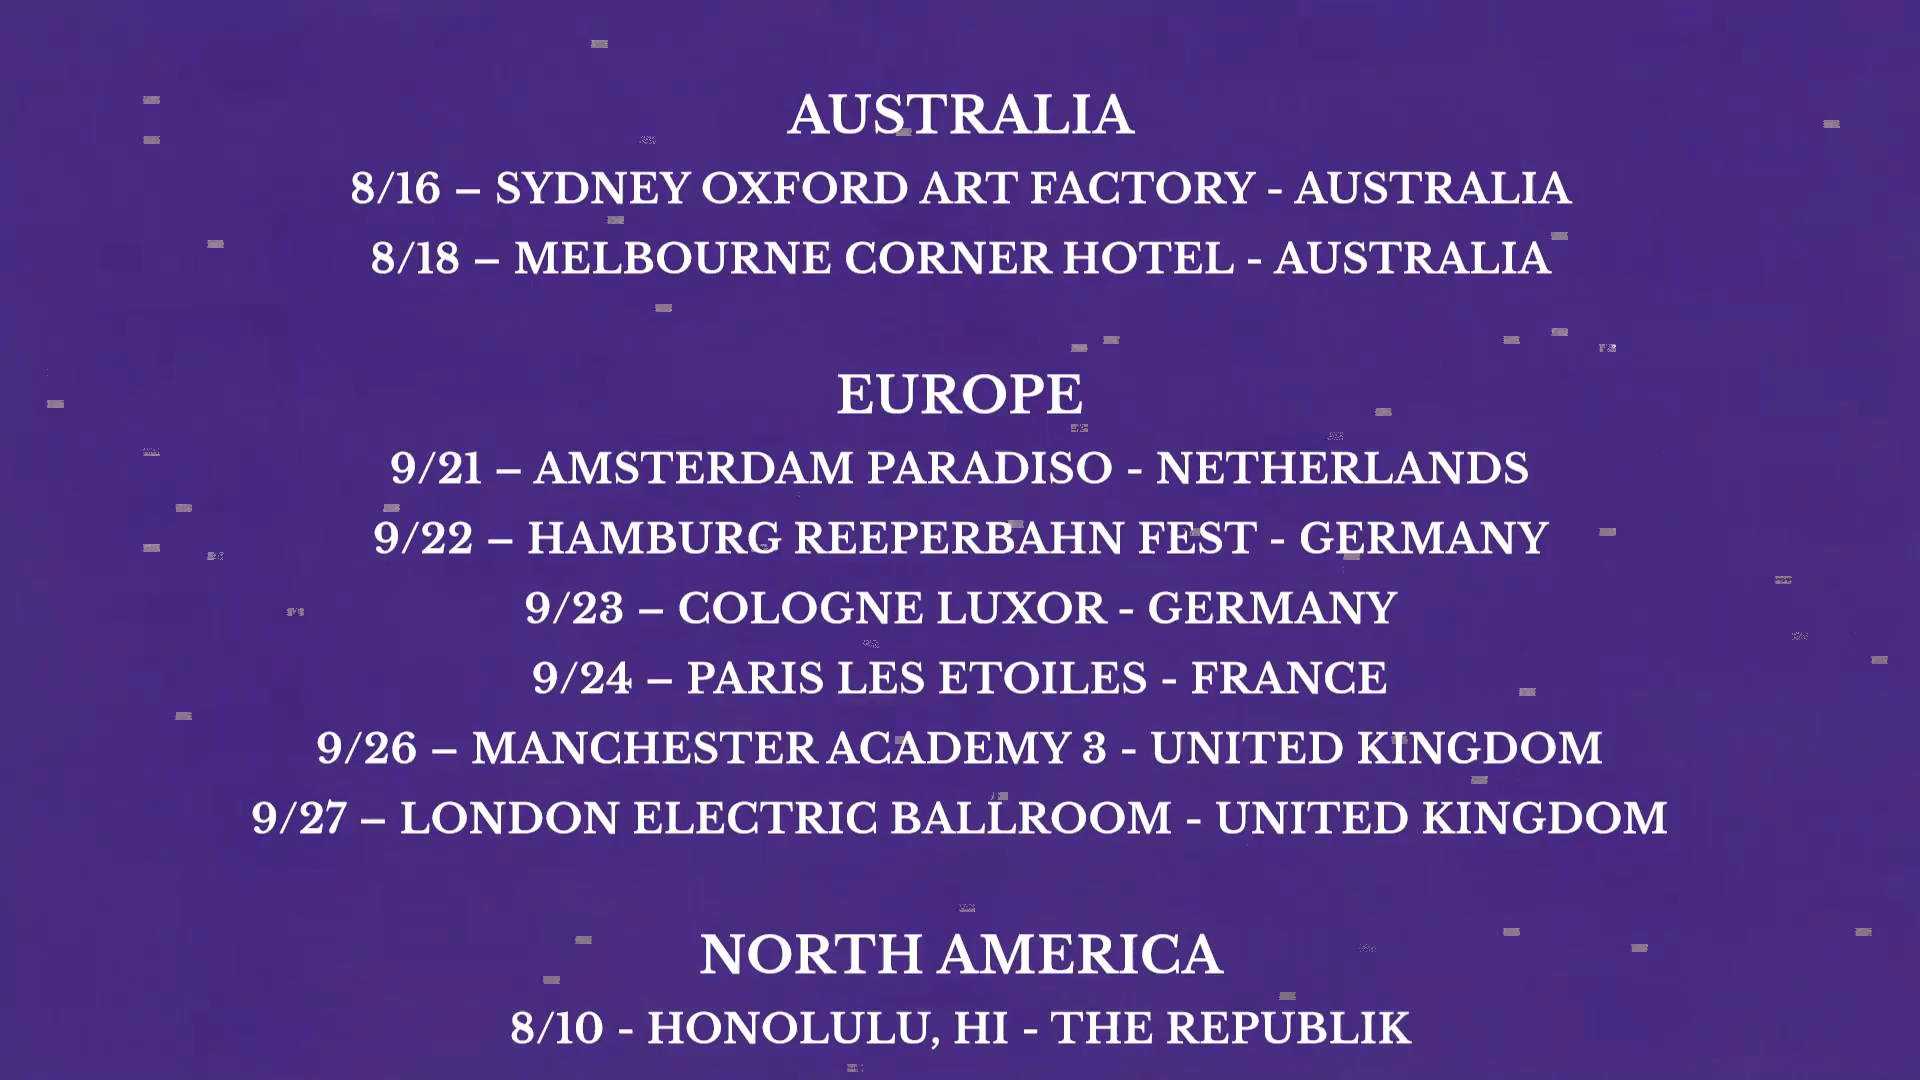 AUSTRALIA
8/16 – SYDNEY OXFORD ART FACTORY - AUSTRALIA
8/18 – MELBOURNE CORNER HOTEL - AUSTRALIA
EUROPE
9/21 – AMSTERDAM PARADISO - NETHERLANDS
9/22 – HAMBURG REEPERBAHN FEST - GERMANY
9/23 – COLOGNE LUXOR - GERMANY
9/24 – PARIS LES ETOILES - FRANCE
9/26 – MANCHESTER ACADEMY 3 - UNITED KINGDOM
9/27 – LONDON ELECTRIC BALLROOM - UNITED KINGDOM
NORTH AMERICA
8/10 - HONOLULU, HI - THE REPUBLIK